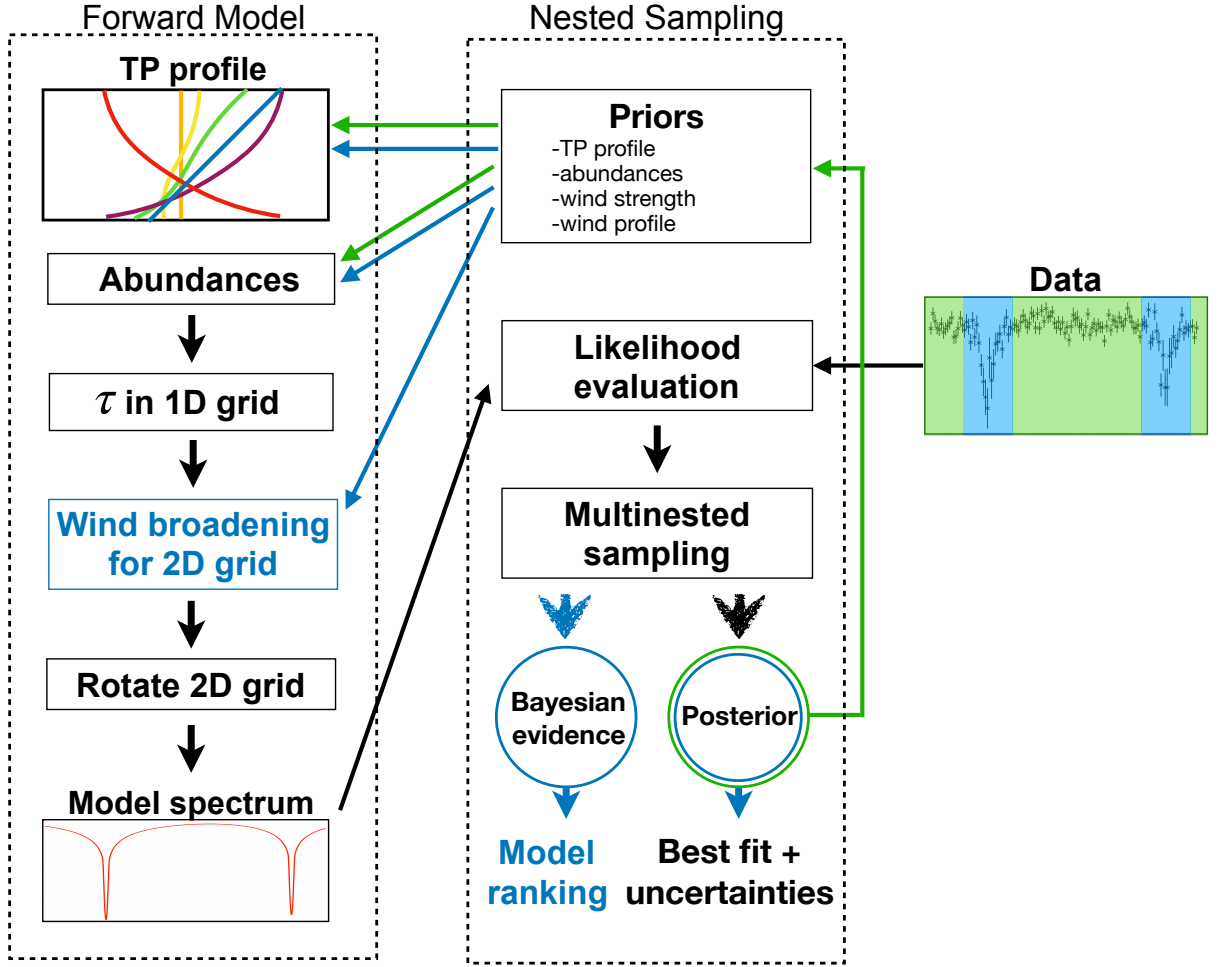 Forward Model
TP profile
Abundances
τ in 1D grid
Wind broadening
for 2D grid
Rotate 2D grid
Model spectrum
Nested Sampling
Priors
-TP profile
-abundances
-wind strength
-wind profile
Likelihood
evaluation
Multinested
sampling
Bayesian
evidence
Posterior
Model
ranking
Best fit +
uncertainties
Data